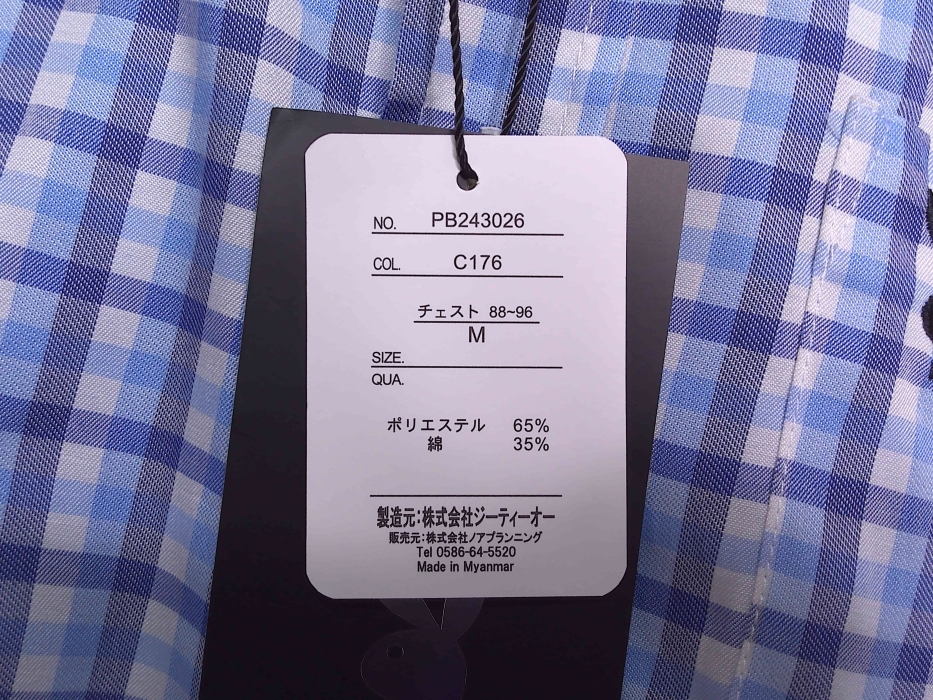 NO. PB243026
COL. C176
チェスト 88~96
M
SIZE.
QUA.
ポリエステル 65%
綿 35%
製造元:株式会社ジーティーオー
販売元:株式会社ノアプランニング
Tel 0586-64-5520
Made in Myanmar